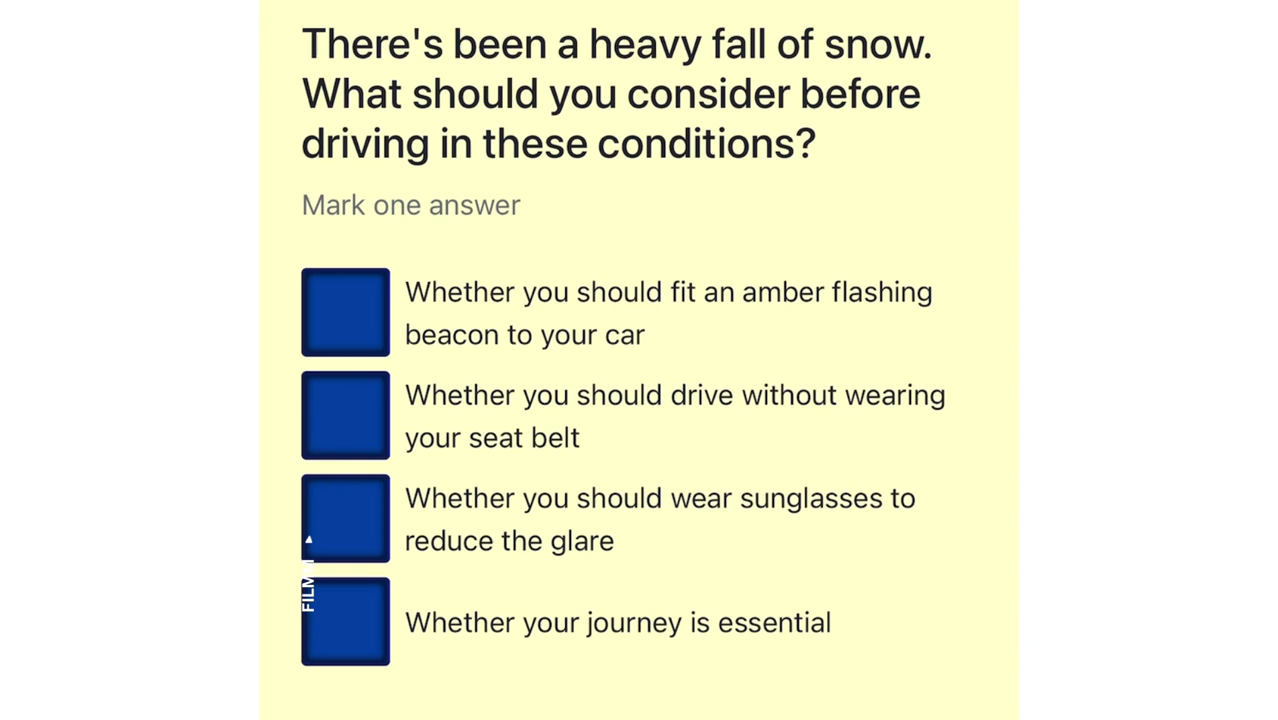 There's been a heavy fall of snow.
What should you consider before
driving in these conditions?
Mark one answer
Whether you should fit an amber flashing
beacon to your car
Whether you should drive without wearing
your seat belt
Whether you should wear sunglasses to
reduce the glare
Whether your journey is essential